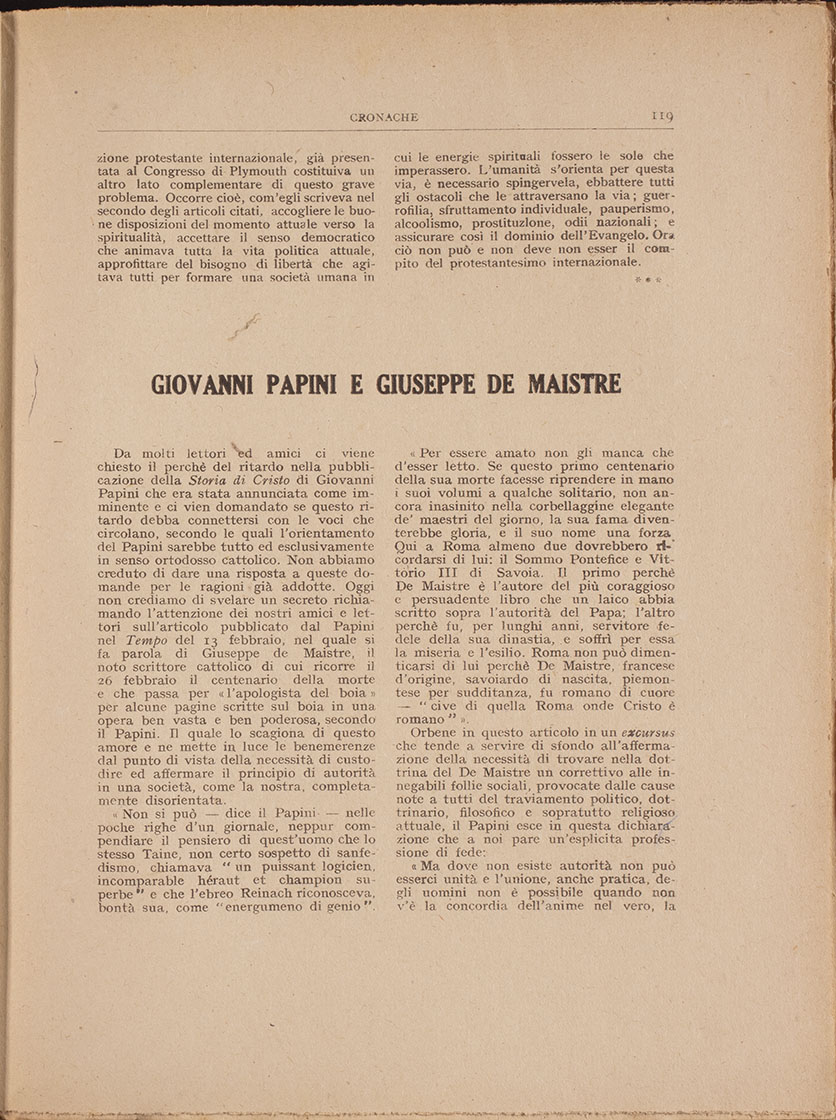 CRONACHE 119
zione protestante internazionale, già presen-
tata al Congresso di Plymouth costituiva un
altro lato complementare di questo grave
problema. Occorre cioè, com'egli scriveva nel
secondo degli articoli citati, accogliere le buo-
ne disposizioni del momento attuale verso la
spiritualità, accettare il senso democratico
che animava tutta la vita politica attuale,
approfittare del bisogno di libertà che agi-
tava tutti per formare una società umana in
cui le energie spirituali fossero le sole che
imperassero. L'umanità s'orienta per questa
via, è necessario spingervela, ebbattere tutti
gli ostacoli che le attraversano la via; guer-
rofilia, sfruttamento individuale, pauperismo,
alcoolismo, prostituzlone, odii nazionali; e
assicurare così il dominio dell'Evangelo. Ora
ciò non può e non deve non esser il com-
pito del protestantesimo internazionale.
* * *
GIOVANNI PAPINI E GIUSEPPE DE MAISTRE
Da molti lettori ed amici ci viene
chiesto il perchè del ritardo nella pubbli-
cazione della Storia di Cristo di Giovanni
Papini che era stata annunciata come im-
minente e ci vien domandato se questo ri-
tardo debba connettersi con le voci che
circolano, secondo le quali l'orientamento
del Papini sarebbe tutto ed esclusivamente
in senso ortodosso cattolico. Non abbiamo
creduto di dare una risposta a queste do-
mande per le ragioni già addotte. Oggi
non crediamo di svelare un secreto richia-
mando l'attenzione dei nostri amici e let-
tori sull'articolo pubblicato dal Papini
nel Tempo del 13 febbraio, nel quale si
fa parola di Giuseppe de Maistre, il
noto scrittore cattolico di cui ricorre il
26 febbraio il centenario della morte
e che passa per «l'apologista del boia»
per alcune pagine scritte sul boia in una
opera ben vasta e ben poderosa, secondo
il Papini. Il quale lo scagiona di questo
amore e ne mette in luce le benemerenze
dal punto di vista della necessità di custo-
dire ed affermare il principio di autorità
in una società, come la nostra, completa-
mente disorientata.
« Non si può — dice il Papini — nelle
poche righe d'un giornale, neppur com-
pendiare il pensiero di quest'uomo che lo
stesso Taine, non certo sospetto di sanfe-
dismo, chiamava “ un puissant logicien,
incomparable héraut et champion su-
perbe” e che l'ebreo Reinach riconosceva,
bontà sua, come “energumeno di genio”.
« Per essere amato non gli manca che
d'esser letto. Se questo primo centenario
della sua morte facesse riprendere in mano
i suoi volumi a qualche solitario, non an-
cora inasinito nella corbellaggine elegante
de' maestri del giorno, la sua fama diven-
terebbe gloria, e il suo nome una forza
Qui a Roma almeno due dovrebbero ri-
cordarsi di lui: il Sommo Pontefice e Vit-
torio III di Savoia. Il primo perchè
De Maistre è l'autore del più coraggioso
e persuadente libro che un laico abbia
scritto sopra l'autorità del Papa; l'altro
perchè fu, per lunghi anni, servitore fe-
dele della sua dinastia, e soffrì per essa
la miseria e l'esilio. Roma non può dimen-
ticarsi di lui perchè De Maistre, francese
d'origine, savoiardo di nascita, piemon-
tese per sudditanza, fu romano di cuore
— “ cive di quella Roma onde Cristo è
romano” ».
Orbene in questo articolo in un excursus
che tende a servire di sfondo all'afferma-
zione della necessità di trovare nella dot-
trina del De Maistre un correttivo alle in-
negabili follie sociali, provocate dalle cause
note a tutti del traviamento politico, dot-
trinario, filosofico e sopratutto religioso
attuale, il Papini esce in questa dichiara-
zione che a noi pare un'esplicita profes-
sione di fede:
« Ma dove non esiste autorità non può
esserci unità e l'unione, anche pratica, de-
gli uomini non è possibile quando non
v'è la concordia dell'anime nel vero, la